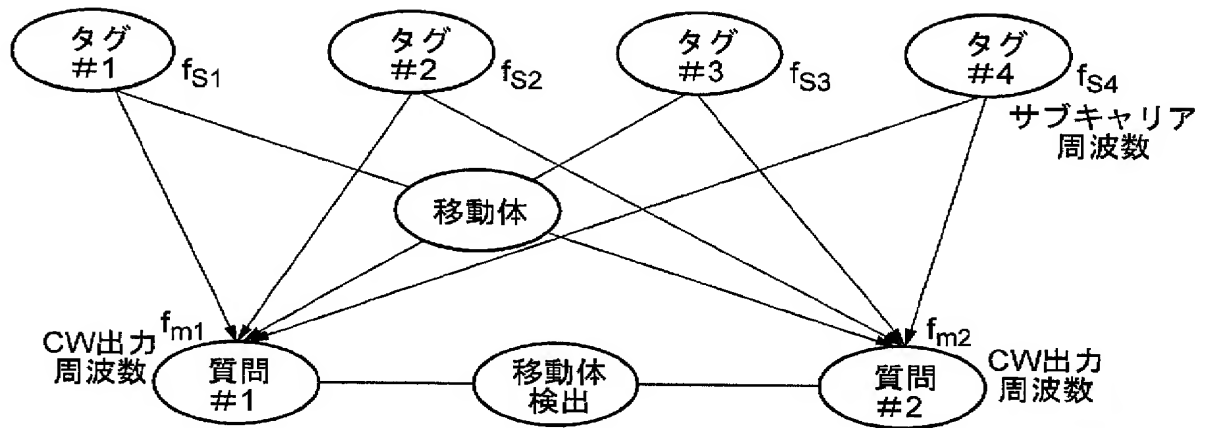 タグ
#1
fS1
タグ
#2
fS2
タグ
#3
fS3
タグ
#4
fS4
サブキャリア
周波数
移動体
fm1
CW出力
周波数
質問
#1
移動体
検出
fm2
質問
#2
CW出力
周波数